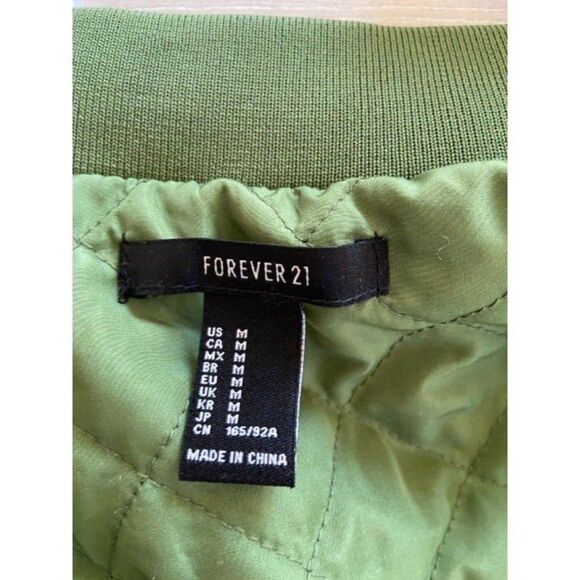 FOREVER 21
US M
CA M
MX M
BR M
EU M
UK M
KR M
JP M
CN 165/92A
MADE IN CHINA